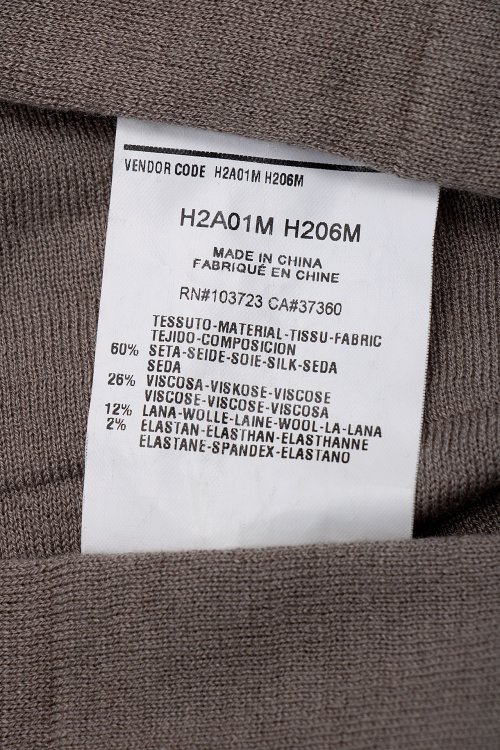 VENDOR CODE H2A01M H206M
H2A01M H206M
MADE IN CHINA
FABRIQUÉ EN CHINE
RN#103723 CA#37360
TESSUTO-MATERIAL-TISSU-FABRIC
TEJIDO-COMPOSICION
60% SETA-SEIDE-SOIE-SILK-SEDA
SEDA
26% VISCOSA-VISKOSE-VISCOSE
VISCOSE-VISCOSE-VISCOSA
12% LANA-WOLLE-LAINE-WOOL-LA-LANA
2% ELASTAN-ELASTHAN-ELASTHANNE
ELASTANE-SPANDEX-ELASTANO